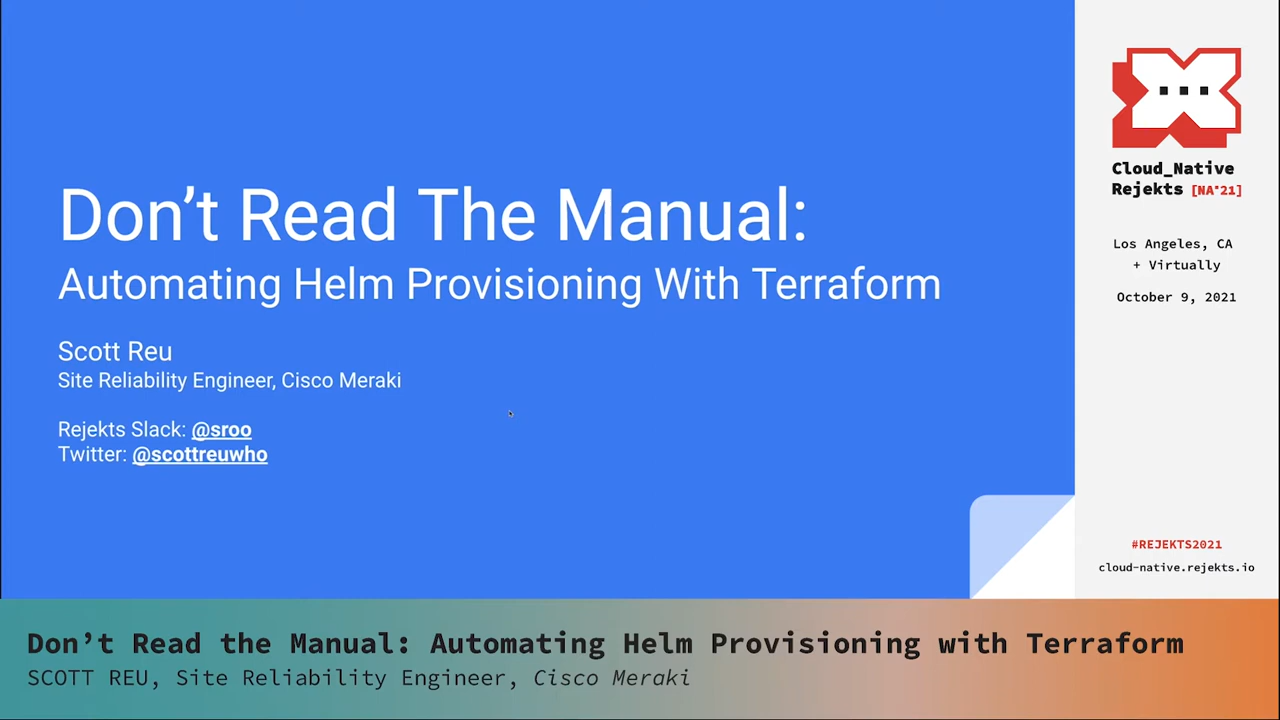 Don’t Read The Manual:
Automating Helm Provisioning With Terraform
Scott Reu
Site Reliability Engineer, Cisco Meraki
Rejekts Slack: @sroo
Twitter: @scottreuwho
Cloud_Native
Rejekts [NA'21]
Los Angeles, CA
+ Virtually
October 9, 2021
#REJEKTS2021
cloud-native.rejekts.io
Don’t Read the Manual: Automating Helm Provisioning with Terraform
SCOTT REU, Site Reliability Engineer, Cisco Meraki